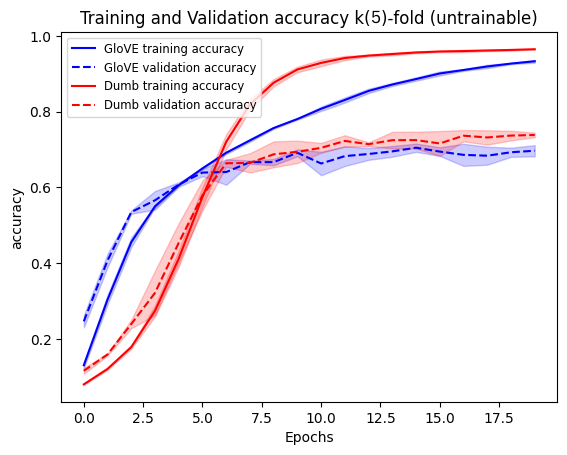 Training and Validation accuracy k(5)-fold (untrainable)
GloVE training accuracy
GloVE validation accuracy
Dumb training accuracy
Dumb validation accuracy
accuracy
1.0
0.8
0.6
0.4
0.2
0.0 2.5 5.0 7.5 10.0 12.5 15.0 17.5
Epochs